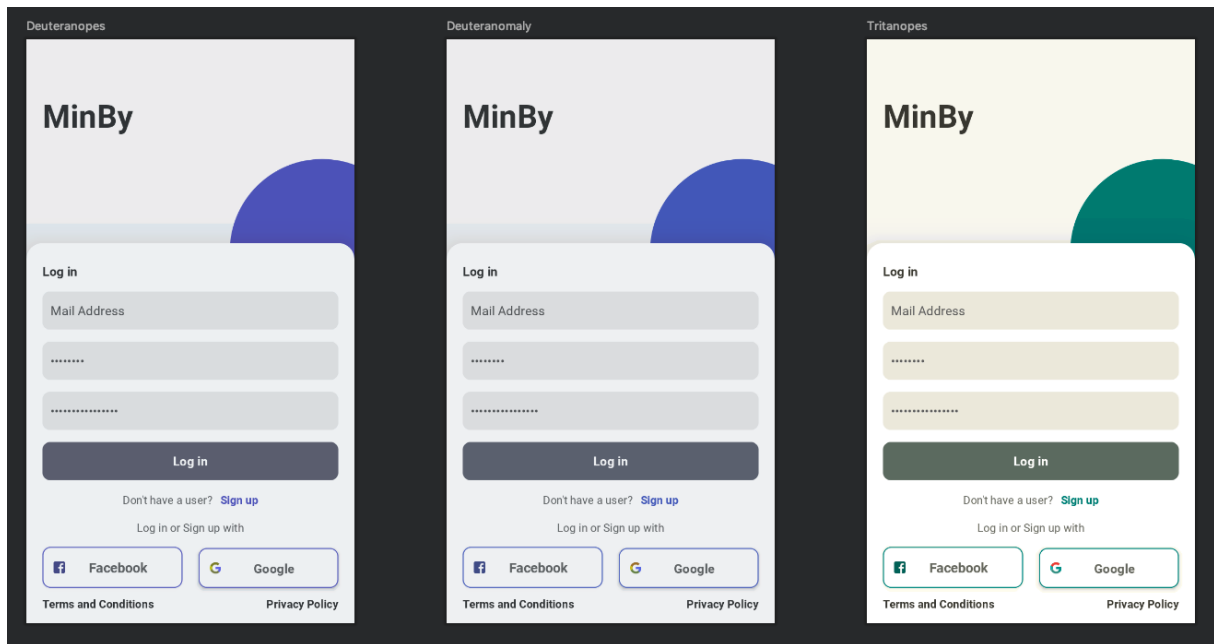 Deuteranopes
MinBy
Log in
Mail Address
••••••••
•••••••••••••••
Log in
Don't have a user? Sign up
Log in or Sign up with
Facebook
Google
Terms and Conditions
Privacy Policy
Deuteranomaly
MinBy
Log in
Mail Address
••••••••
•••••••••••••••
Log in
Don't have a user? Sign up
Log in or Sign up with
Facebook
Google
Terms and Conditions
Privacy Policy
Tritanopes
MinBy
Log in
Mail Address
••••••••
•••••••••••••••
Log in
Don't have a user? Sign up
Log in or Sign up with
Facebook
Google
Terms and Conditions
Privacy Policy